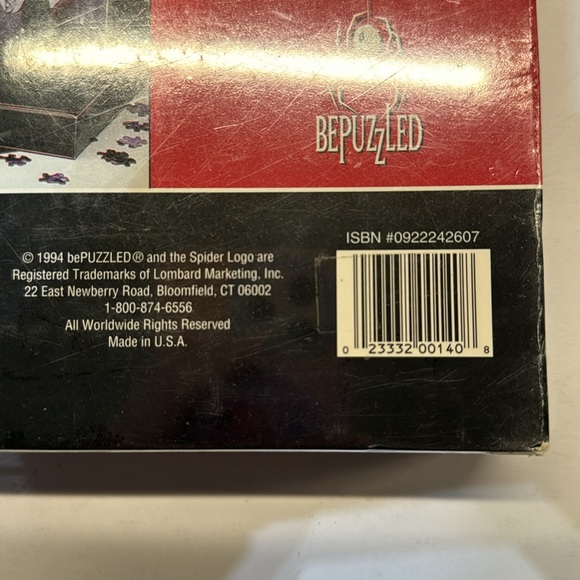 BEPUZZLED
ISBN #0922242607
© 1994 bePUZZLED® and the Spider Logo are
Registered Trademarks of Lombard Marketing, Inc.
22 East Newberry Road, Bloomfield, CT 06002
1-800-874-6556
All Worldwide Rights Reserved
Made in U.S.A.
0 23332 00140 8